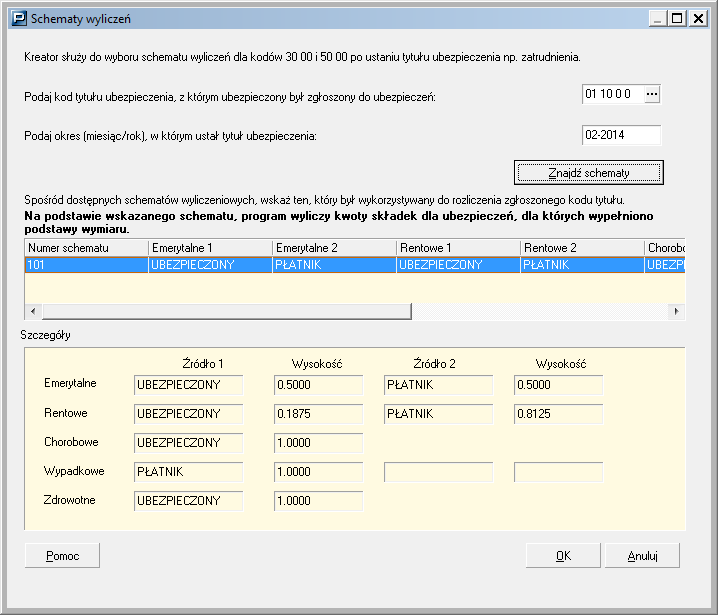 Schematy wyliczeń
Kreator służy do wyboru schematu wyliczeń dla kodów 30 00 i 50 00 po ustaniu tytułu ubezpieczenia np. zatrudnienia.
Podaj kod tytułu ubezpieczenia, z którym ubezpieczony był zgłoszony do ubezpieczeń: 01 10 0 0 ...
Podaj okres (miesiąc/rok), w którym ustał tytuł ubezpieczenia: 02-2014
Znajdź schematy
Spośród dostępnych schematów wyliczeniowych, wskaż ten, który był wykorzystywany do rozliczenia zgłoszonego kodu tytułu.
Na podstawie wskazanego schematu, program wyliczy kwoty składek dla ubezpieczeń, dla których wypełniono
podstawy wymiaru.
Numer schematu Emerytalne 1 Emerytalne 2 Rentowe 1 Rentowe 2 Chorobo
101 UBEZPIECZONY PŁATNIK UBEZPIECZONY PŁATNIK UBEZPI
Szczegóły
Źródło 1 Wysokość Źródło 2 Wysokość
Emerytalne UBEZPIECZONY 0.5000 PŁATNIK 0.5000
Rentowe UBEZPIECZONY 0.1875 PŁATNIK 0.8125
Chorobowe UBEZPIECZONY 1.0000
Wypadkowe PŁATNIK 1.0000
Zdrowotne UBEZPIECZONY 1.0000
Pomoc OK Anuluj